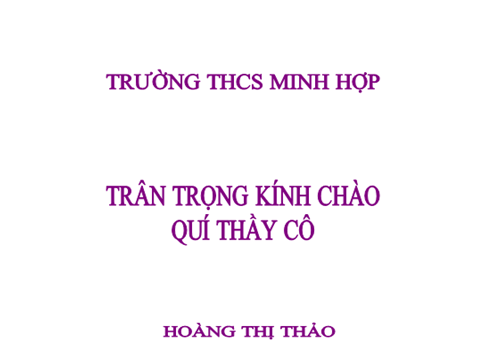 TRƯỜNG THCS MINH HỢP
TRÂN TRỌNG KÍNH CHÀO
QUÍ THẦY CÔ
HOÀNG THỊ THẢO